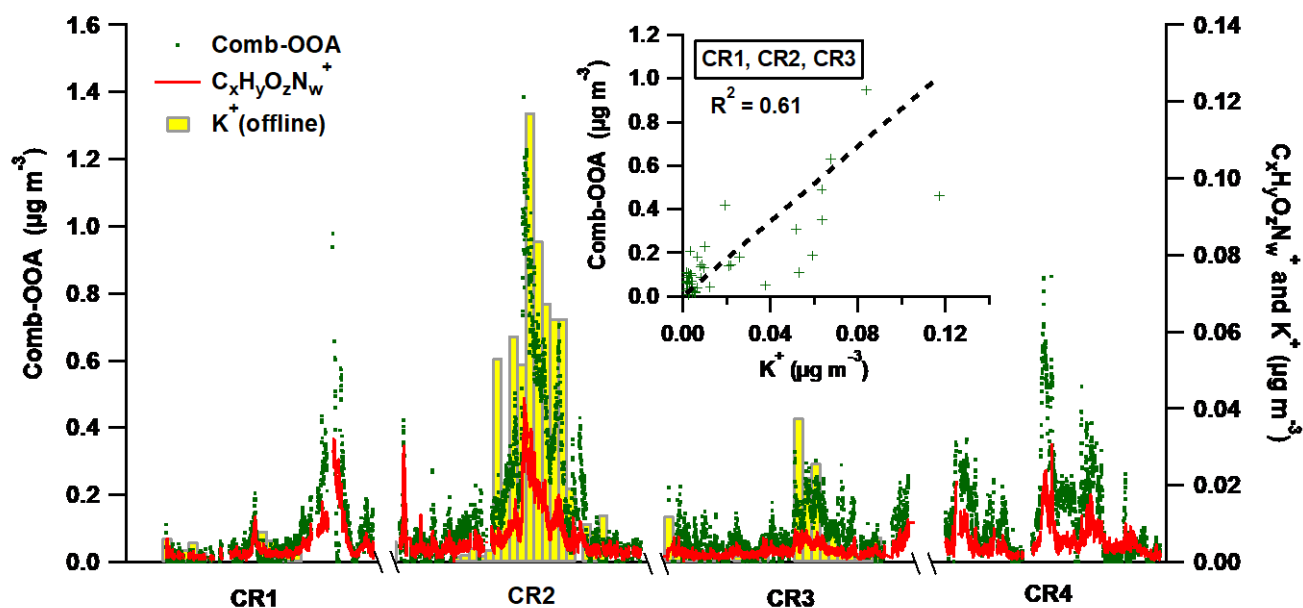 Comb-OOA
CxHyOzNw+
K+(offline)
Comb-OOA (µg m-3)
1.6
1.4
1.2
1.0
0.8
0.6
0.4
0.2
0.0
CR1, CR2, CR3
R2 = 0.61
Comb-OOA (µg m-3)
1.2
1.0
0.8
0.6
0.4
0.2
0.0
0.00 0.04 0.08 0.12
K+ (µg m-3)
0.14
0.12
0.10
0.08
0.06
0.04
0.02
0.00
CxHyOzNw+ and K+ (µg m-3)
CR1 CR2 CR3 CR4